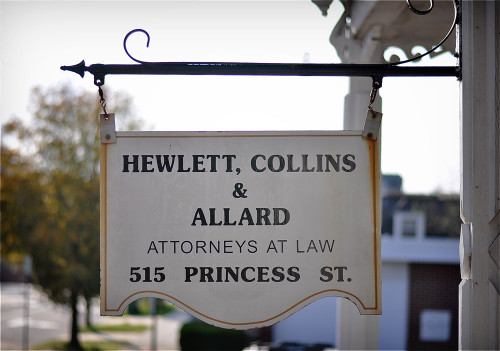 HEWLETT, COLLINS
&
ALLARD
ATTORNEYS AT LAW
515 PRINCESS ST.